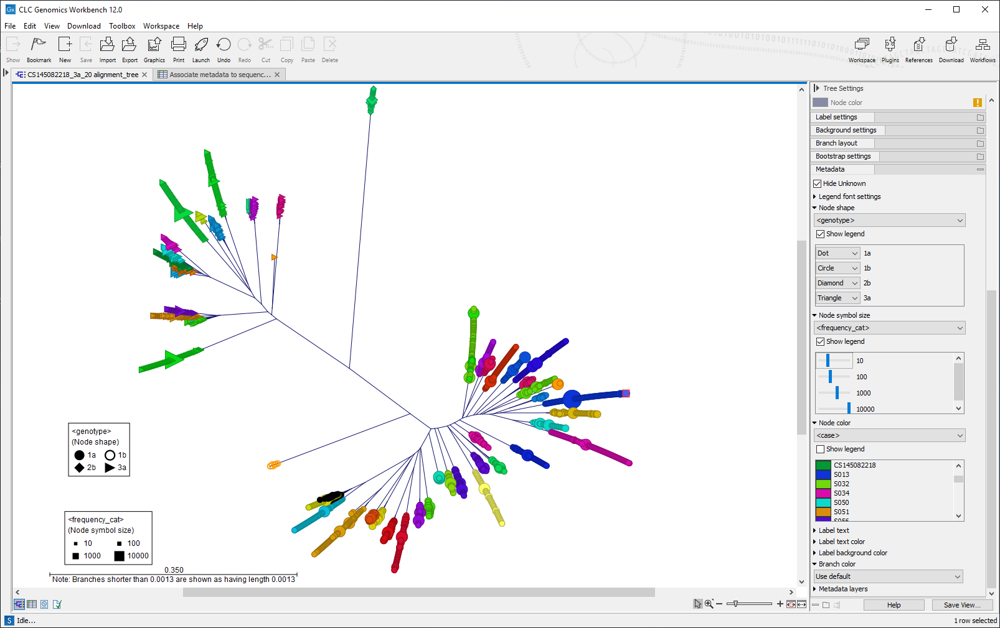 CLC Genomics Workbench 12.0
File Edit View Download Toolbox Workspace Help
Show Bookmark New Save Import Export Graphics Print Launch Undo Redo Cut Copy Paste Delete Workspace Plugins References Download Workflows
CS145082218_3a_20 alignment_tree Associate metadata to sequenc...
Tree Settings
Node color
Label settings
Background settings
Branch layout
Bootstrap settings
Metadata
Hide Unknown
Legend font settings
Node shape
<genotype>
Show legend
Dot 1a
Circle 1b
Diamond 2b
Triangle 3a
Node symbol size
<frequency_cat>
Show legend
10
100
1000
10000
Node color
<case>
Show legend
CS145082218
S013
S032
S034
S050
S051
S056
Label text
Label text color
Label background color
Branch color
Use default
Metadata layers
Help Save View...
<genotype>
(Node shape)
1a 1b
2b 3a
<frequency_cat>
(Node symbol size)
10 100
1000 10000
0.350
Note: Branches shorter than 0.0013 are shown as having length 0.0013
Idle... 1 row selected